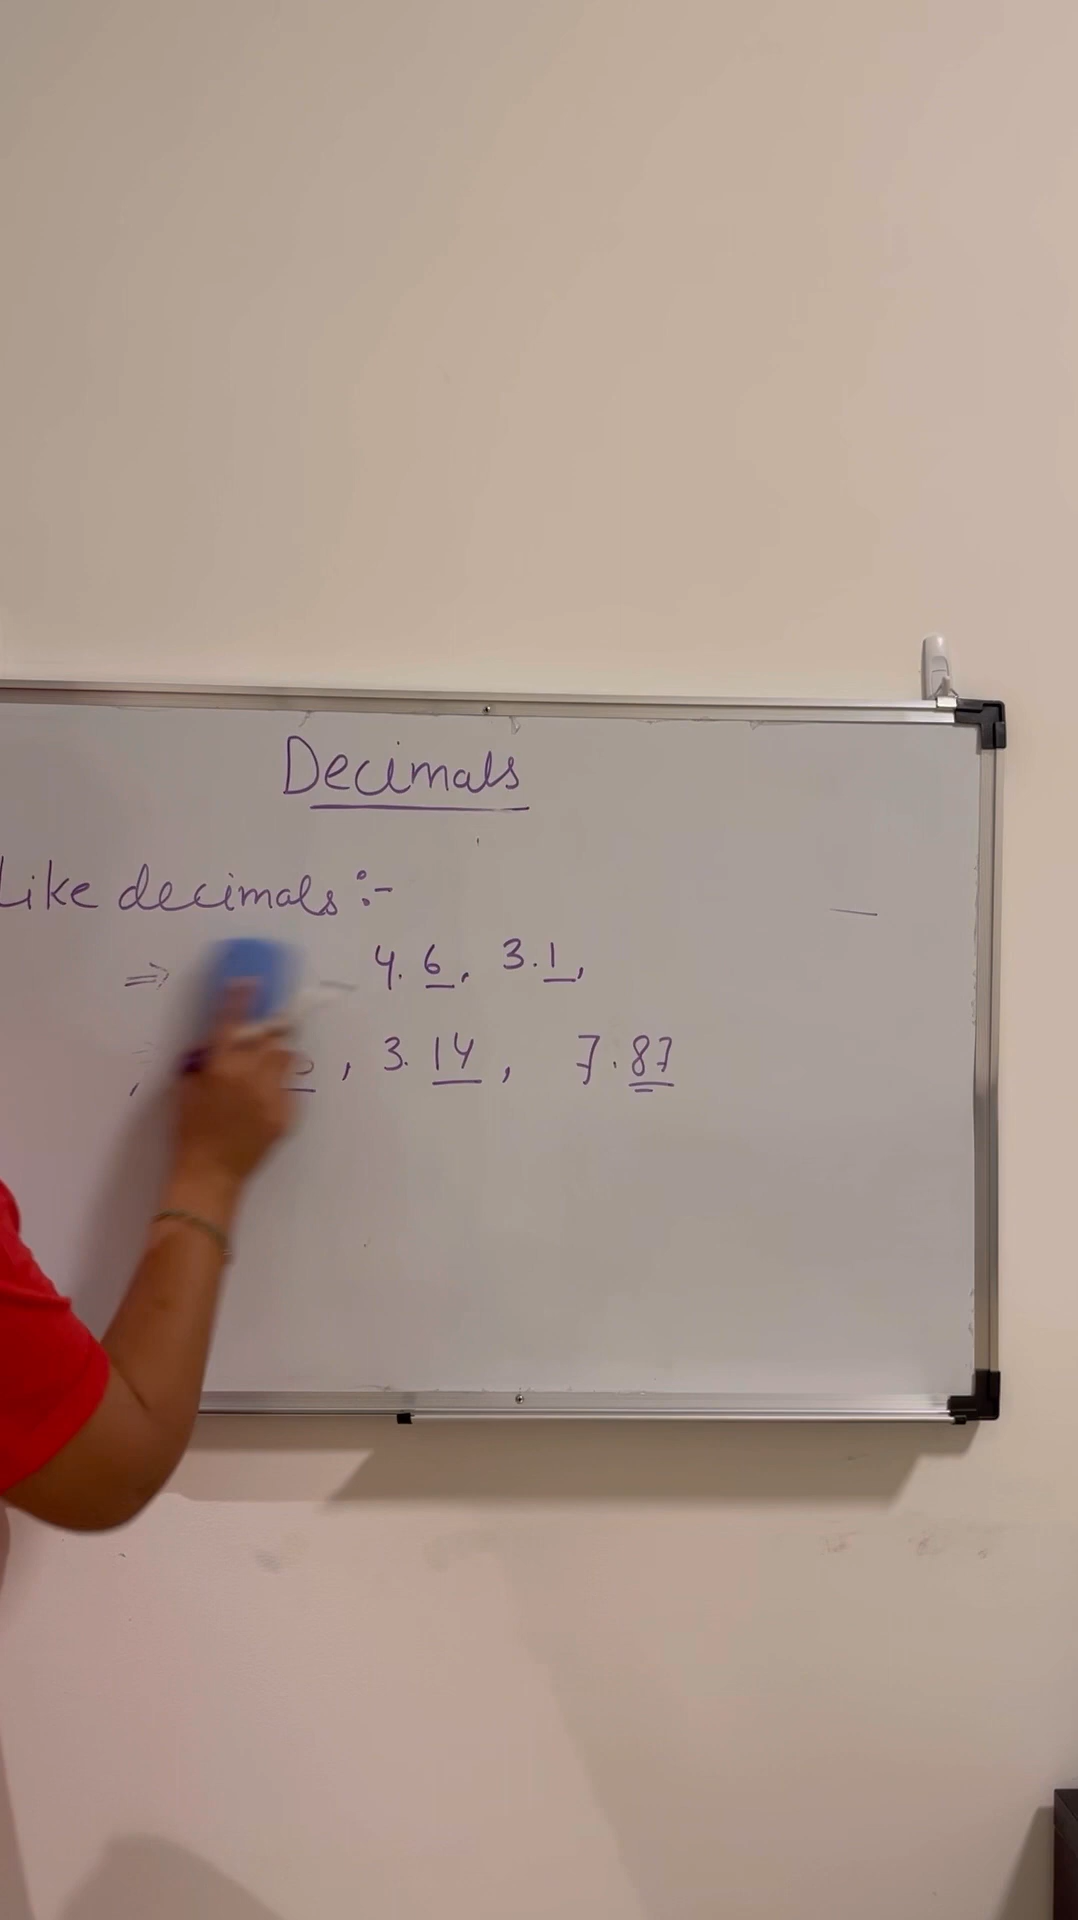 Decimals
Like decimals :-
⇒ 4.6, 3.1,
, 3.14, 7.87